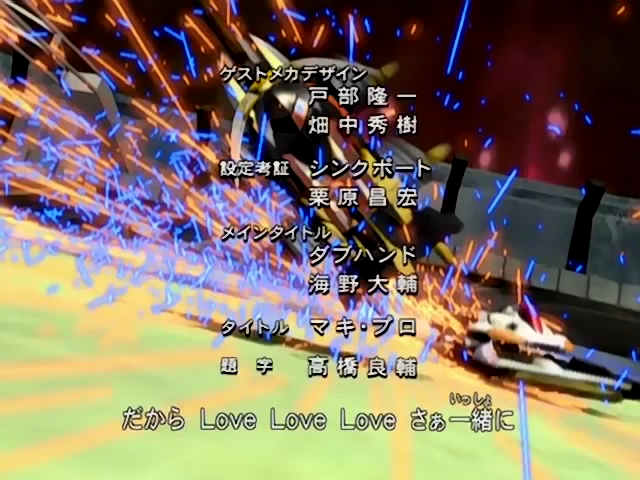 ゲストメカデザイン
戸部隆一
畑中秀樹
設定考証 シンクポート
栗原昌宏
メインタイトル
ダブハンド
海野大輔
タイトル マキ・プロ
題字 高橋良輔
いっしょ
だから Love Love Love さぁ一緒に